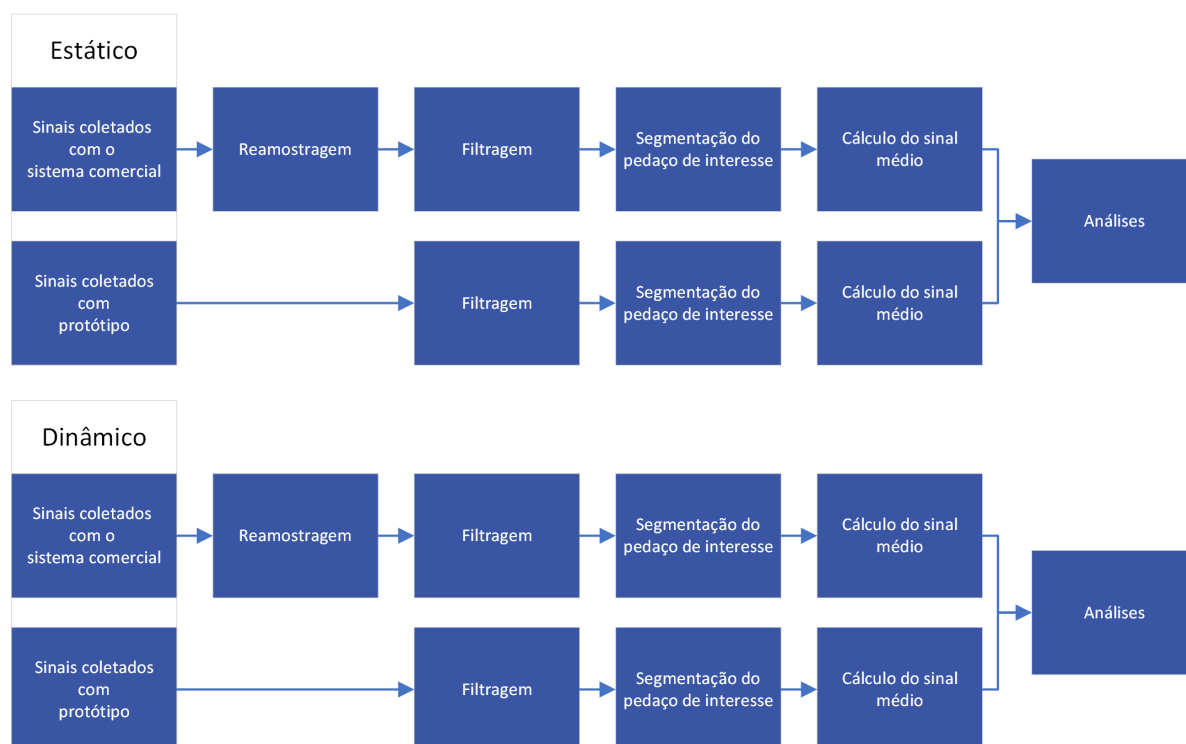 Estático
Sinais coletados
com o
sistema comercial
Reamostragem
Filtragem
Segmentação do
pedaço de interesse
Cálculo do sinal
médio
Análises
Sinais coletados
com
protótipo
Filtragem
Segmentação do
pedaço de interesse
Cálculo do sinal
médio
Dinâmico
Sinais coletados
com o
sistema comercial
Reamostragem
Filtragem
Segmentação do
pedaço de interesse
Cálculo do sinal
médio
Análises
Sinais coletados
com
protótipo
Filtragem
Segmentação do
pedaço de interesse
Cálculo do sinal
médio